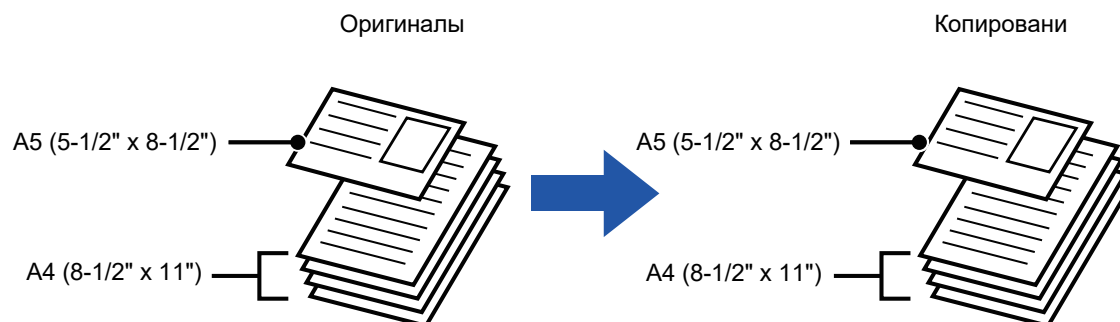 Оригиналы
Копировани
A5 (5-1/2" x 8-1/2")
A5 (5-1/2" x 8-1/2")
A4 (8-1/2" x 11")
A4 (8-1/2" x 11")